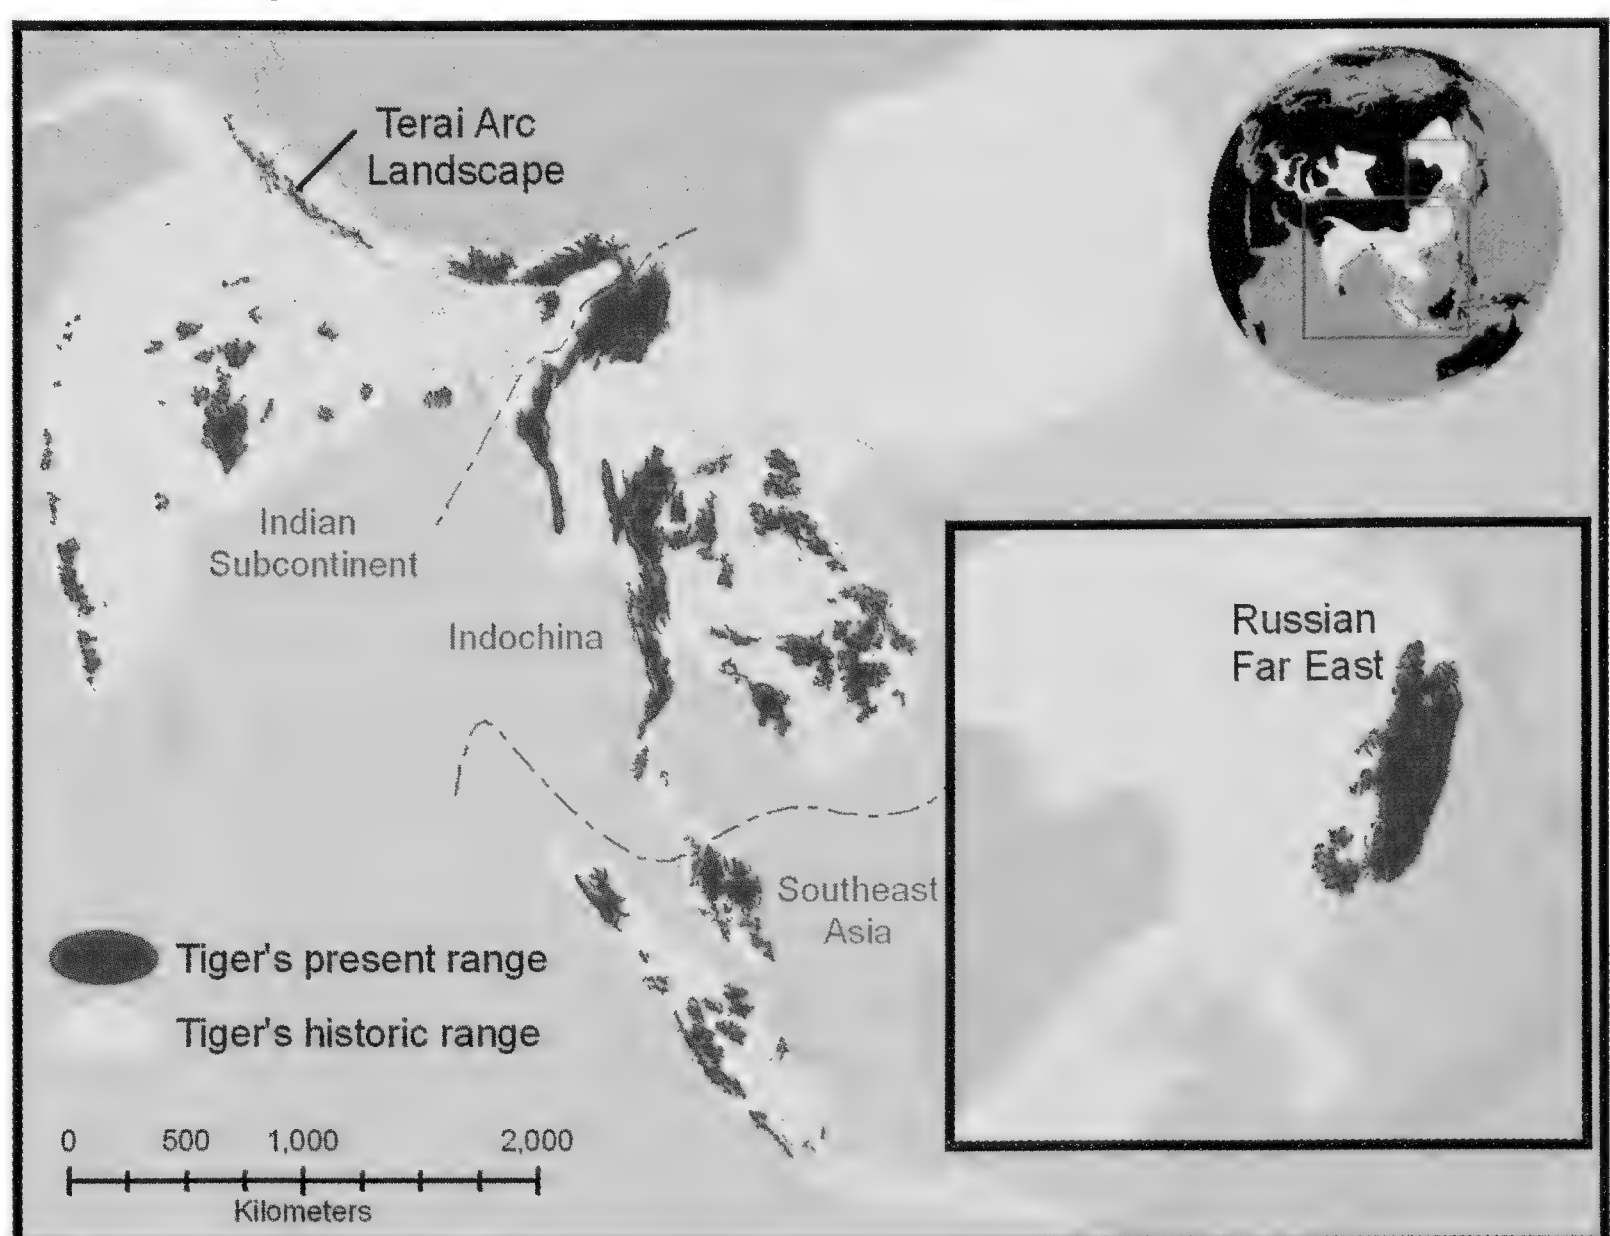 Terai Arc
Landscape
Indian
Subcontinent
Indochina
Russian
Far East
Southeast
Asia
Tiger's present range
Tiger's historic range
0 500 1,000 2,000
Kilometers